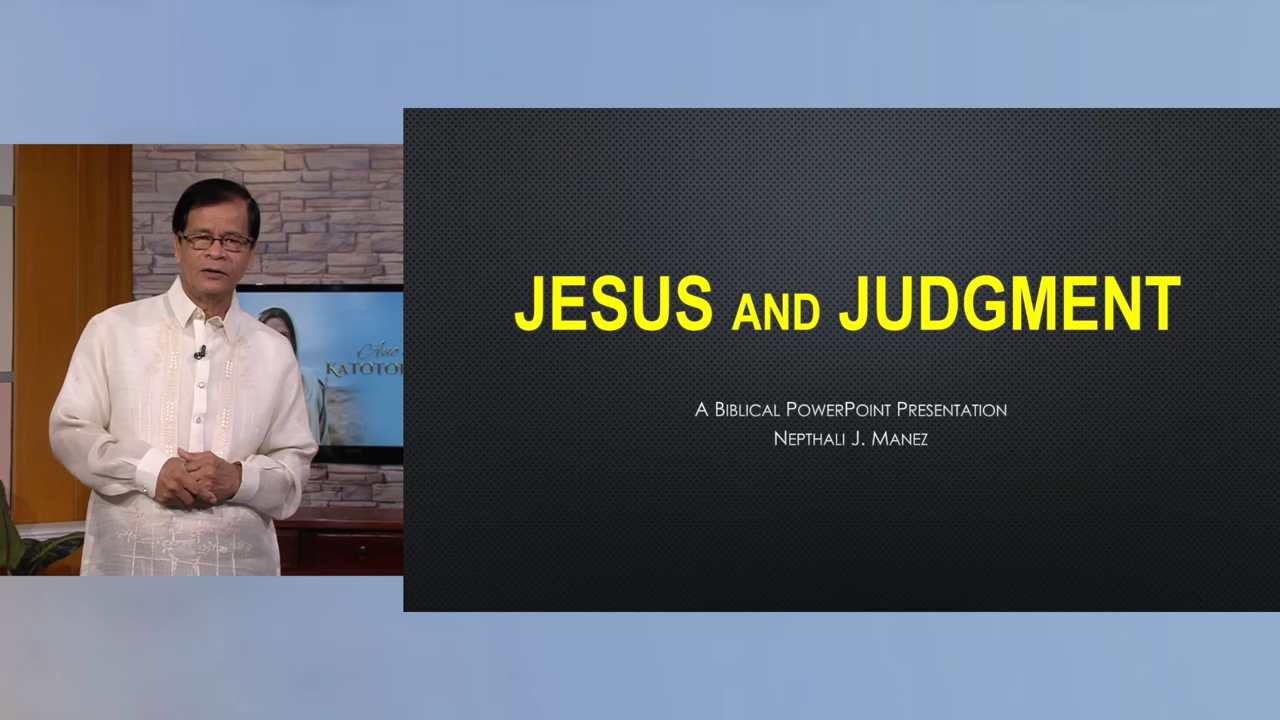 JESUS AND JUDGMENT
A BIBLICAL POWERPOINT PRESENTATION
NEPTHALI J. MANEZ